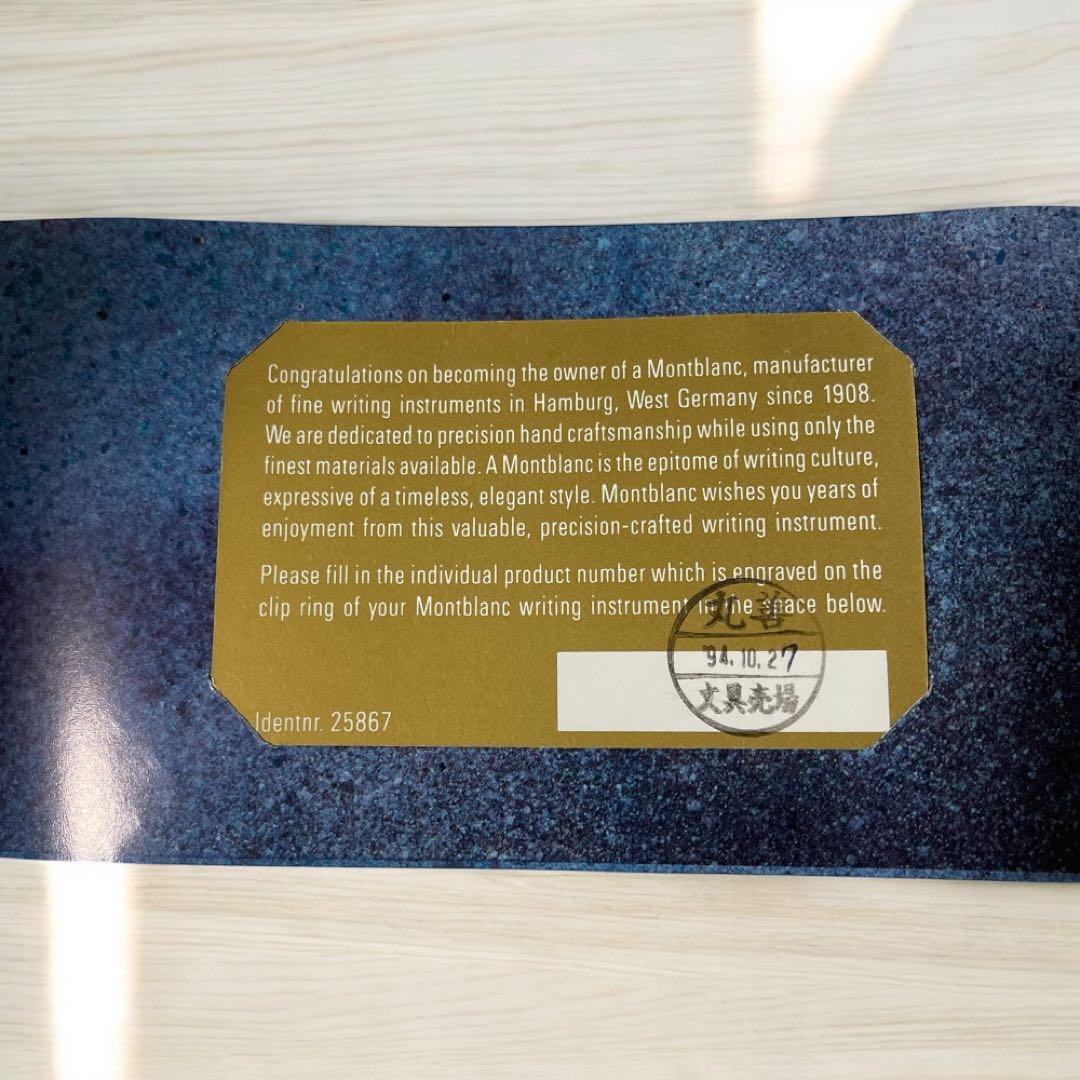 Congratulations on becoming the owner of a Montblanc, manufacturer
of fine writing instruments in Hamburg, West Germany since 1908.
We are dedicated to precision hand craftsmanship while using only the
finest materials available. A Montblanc is the epitome of writing culture,
expressive of a timeless, elegant style. Montblanc wishes you years of
enjoyment from this valuable, precision-crafted writing instrument.
Please fill in the individual product number which is engraved on the
clip ring of your Montblanc writing instrument in the space below.
丸善
'94.10.27
文具売場
Identnr. 25867